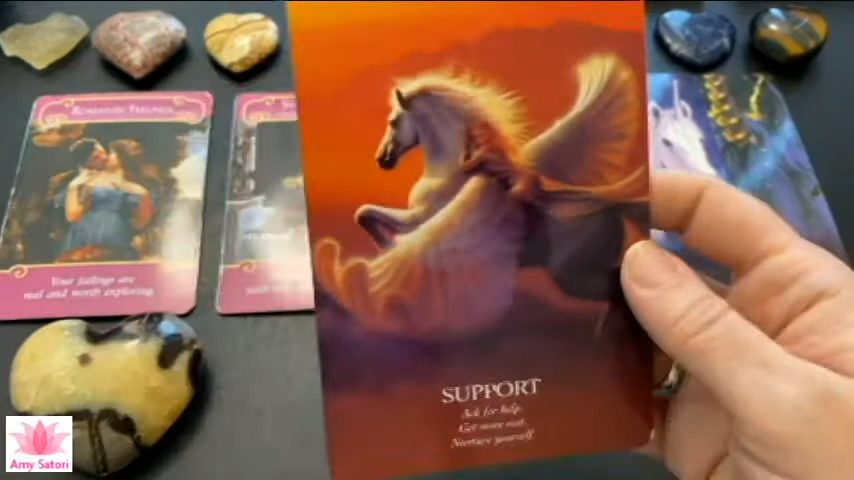 ROMANTIC FEELINGS
Your feelings are
real and worth exploring.
SUPPORT
Ask for help.
Get more rest.
Nurture yourself.
Amy Satori